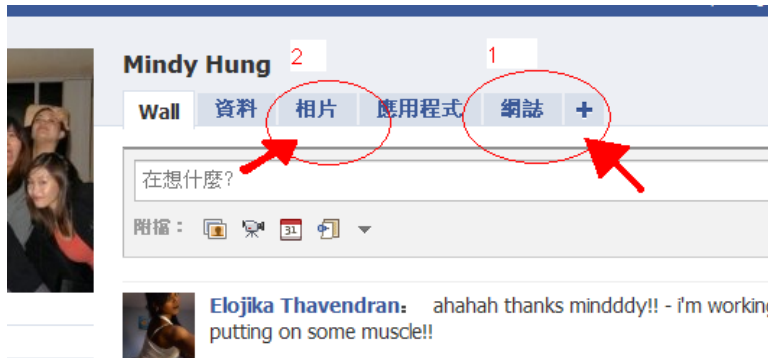 Mindy Hung 2 1
Wall 資料 相片 應用程式 網誌 +
在想什麼?
附檔：
31
Elojika Thavendran： ahahah thanks mindddy!! - i'm working
putting on some muscle!!